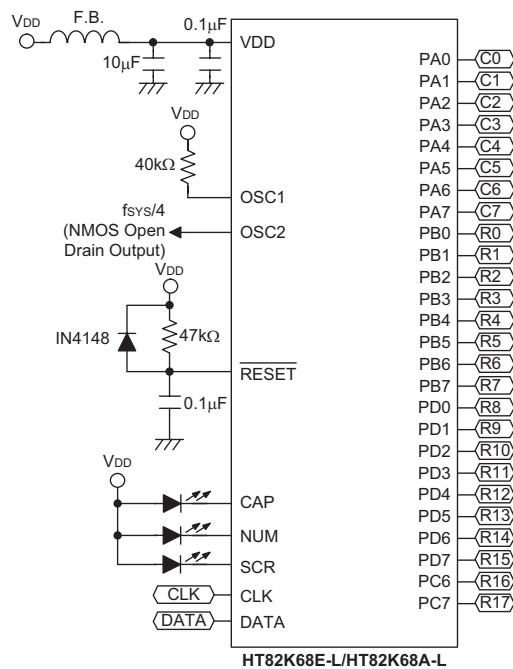 F.B.
VDD
0.1μF
10μF
VDD
VDD
40kΩ
OSC1
fSYS/4
(NMOS Open
Drain Output)
OSC2
VDD
IN4148
47kΩ
RESET
0.1μF
VDD
CAP
NUM
SCR
CLK
CLK
DATA
DATA
PA0 C0
PA1 C1
PA2 C2
PA3 C3
PA4 C4
PA5 C5
PA6 C6
PA7 C7
PB0 R0
PB1 R1
PB2 R2
PB3 R3
PB4 R4
PB5 R5
PB6 R6
PB7 R7
PD0 R8
PD1 R9
PD2 R10
PD3 R11
PD4 R12
PD5 R13
PD6 R14
PD7 R15
PC6 R16
PC7 R17
HT82K68E-L/HT82K68A-L